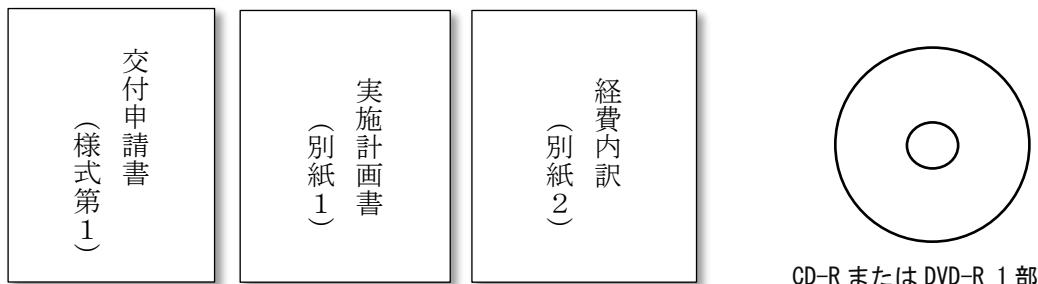 交付申請書
（様式第１）
実施計画書
（別紙１）
経費内訳
（別紙２）
CD-R または DVD-R 1 部